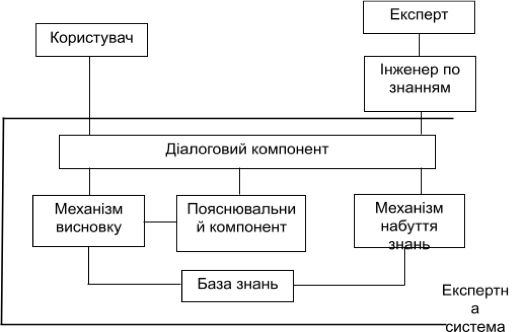 Експерт
Користувач
Інженер по
знанням
Діалоговий компонент
Механізм
висновку
Пояснювальни
й компонент
Механізм
набуття
знань
База знань
Експертн
а
система